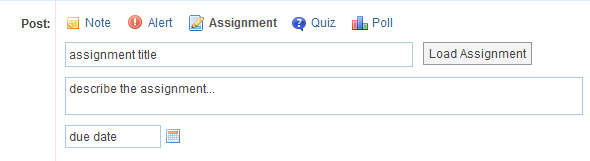 Post: Note Alert Assignment Quiz Poll
assignment title Load Assignment
describe the assignment...
due date